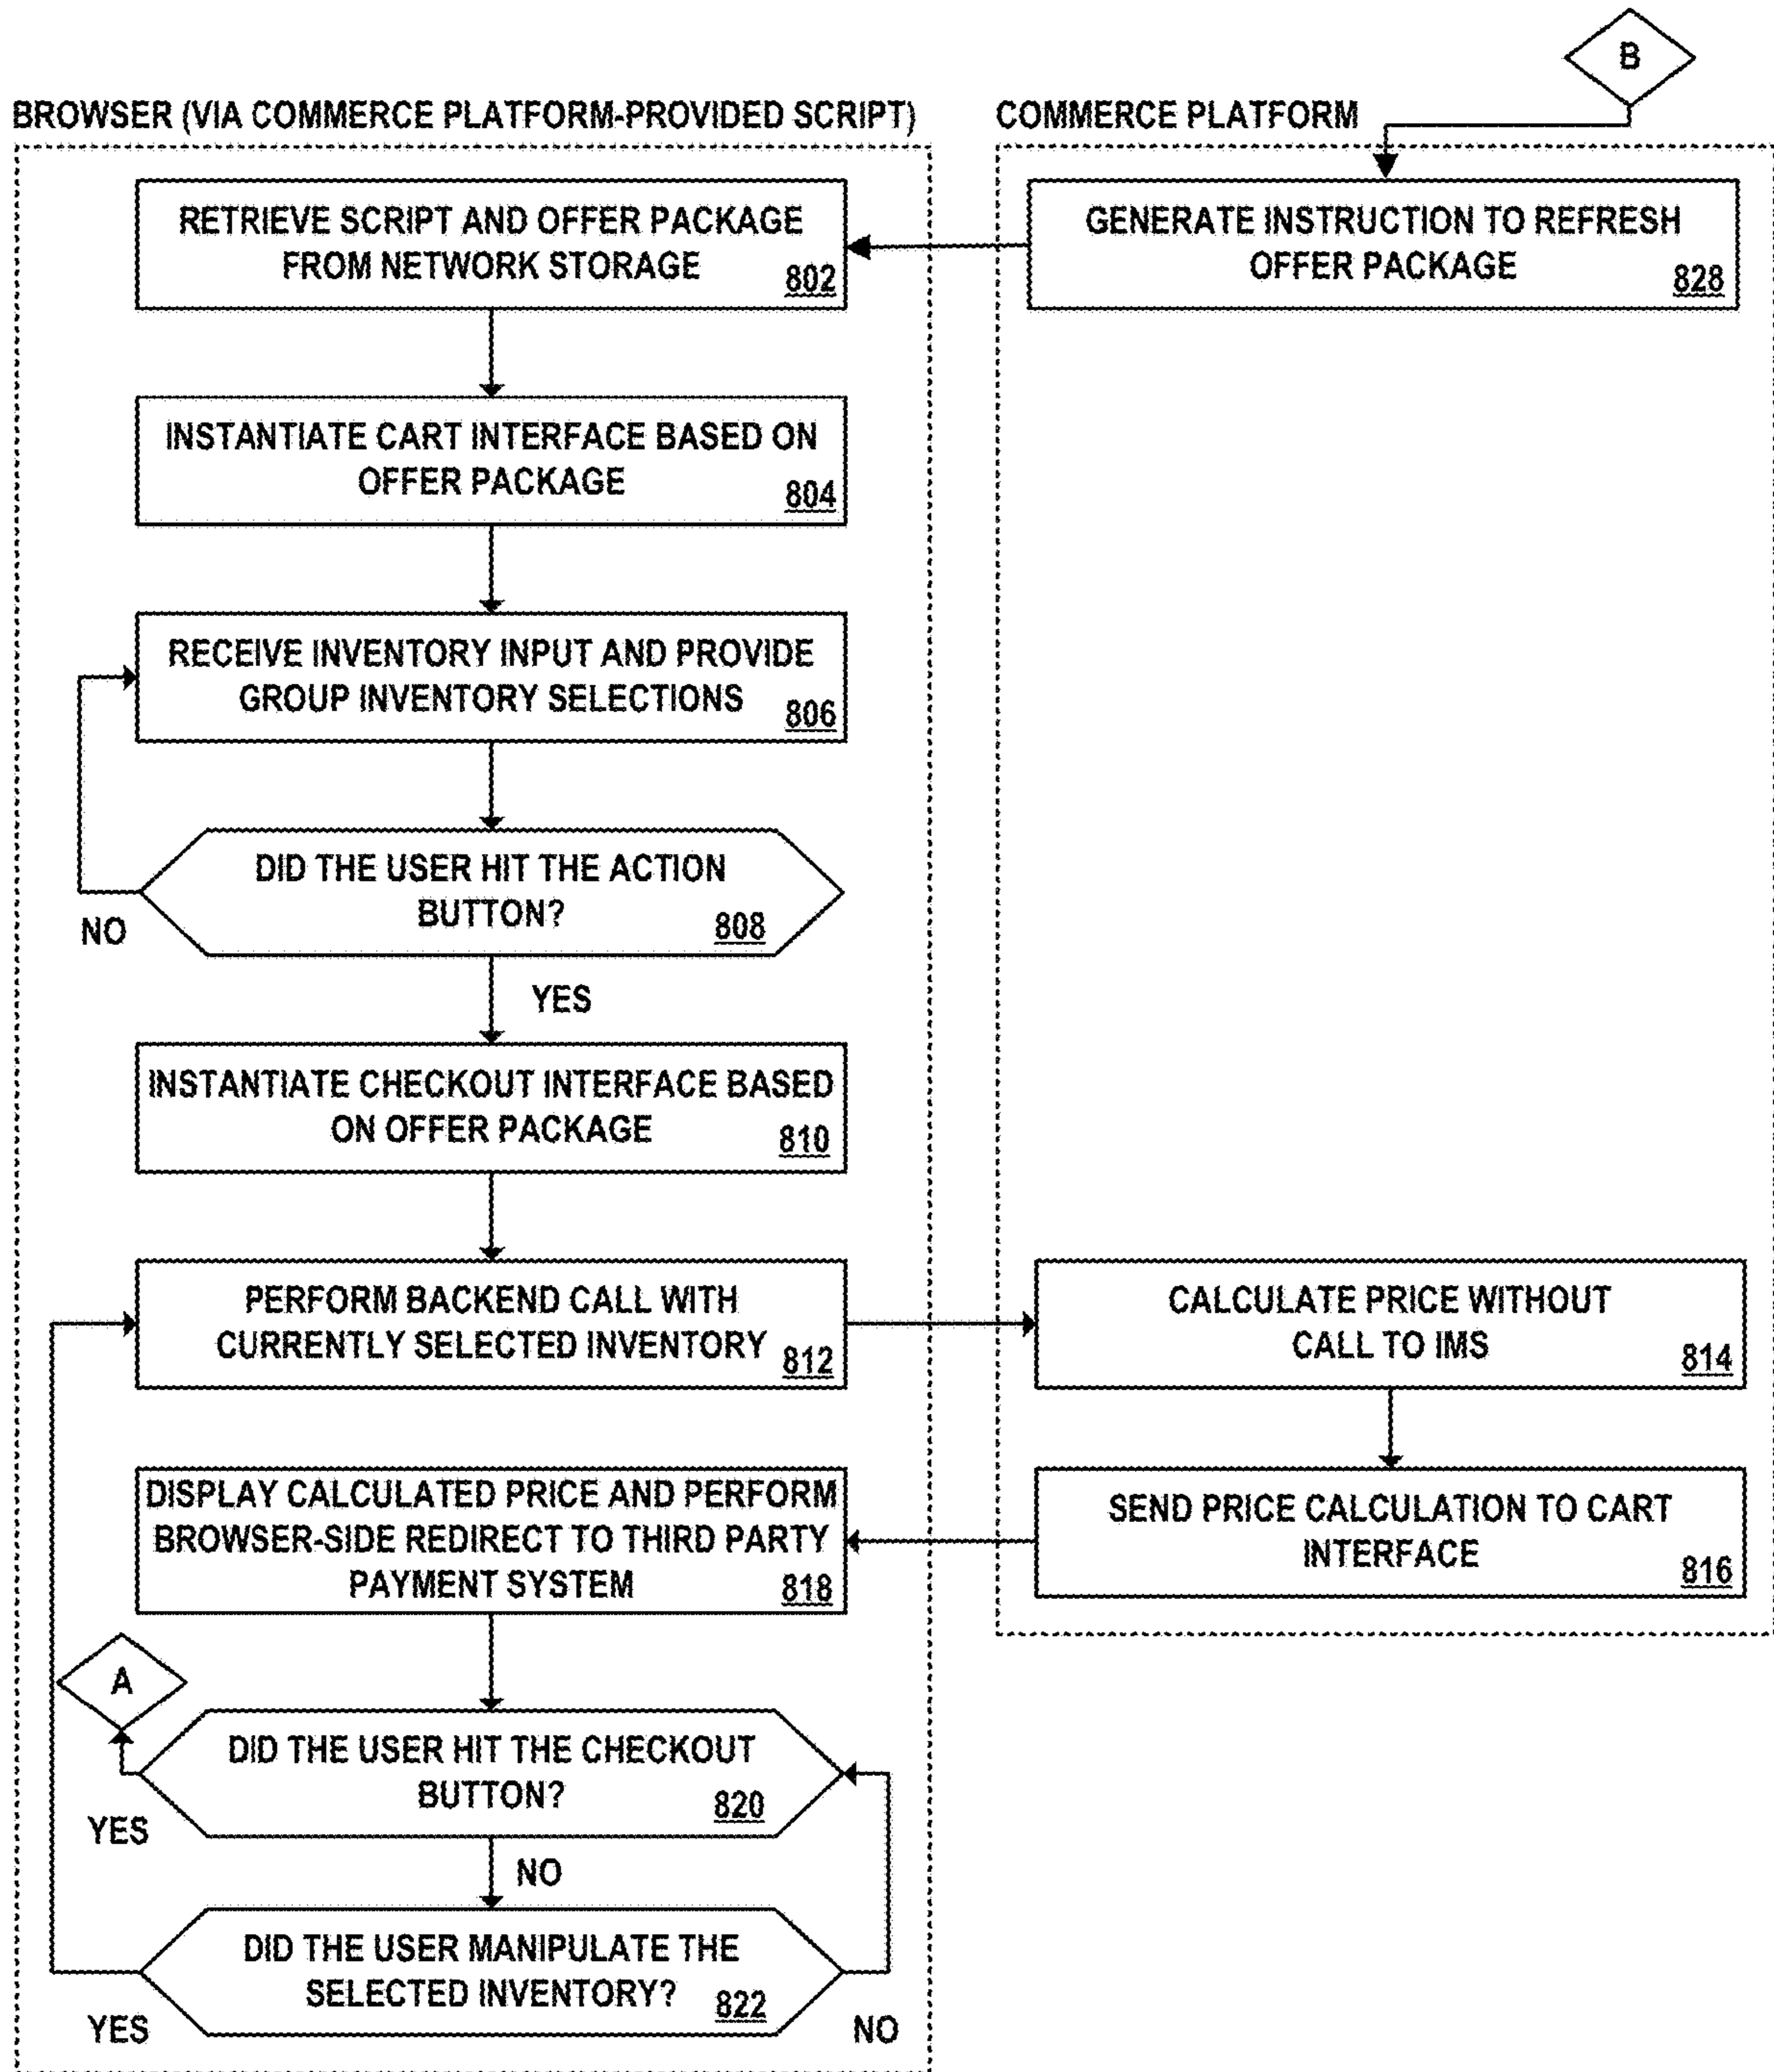 B
BROWSER (VIA COMMERCE PLATFORM-PROVIDED SCRIPT)
COMMERCE PLATFORM
RETRIEVE SCRIPT AND OFFER PACKAGE
FROM NETWORK STORAGE
802
GENERATE INSTRUCTION TO REFRESH
OFFER PACKAGE
828
INSTANTIATE CART INTERFACE BASED ON
OFFER PACKAGE
804
RECEIVE INVENTORY INPUT AND PROVIDE
GROUP INVENTORY SELECTIONS
806
DID THE USER HIT THE ACTION
BUTTON?
808
NO
YES
INSTANTIATE CHECKOUT INTERFACE BASED
ON OFFER PACKAGE
810
PERFORM BACKEND CALL WITH
CURRENTLY SELECTED INVENTORY
812
CALCULATE PRICE WITHOUT
CALL TO IMS
814
DISPLAY CALCULATED PRICE AND PERFORM
BROWSER-SIDE REDIRECT TO THIRD PARTY
PAYMENT SYSTEM
818
SEND PRICE CALCULATION TO CART
INTERFACE
816
A
DID THE USER HIT THE CHECKOUT
BUTTON?
820
YES
NO
DID THE USER MANIPULATE THE
SELECTED INVENTORY?
822
YES
NO